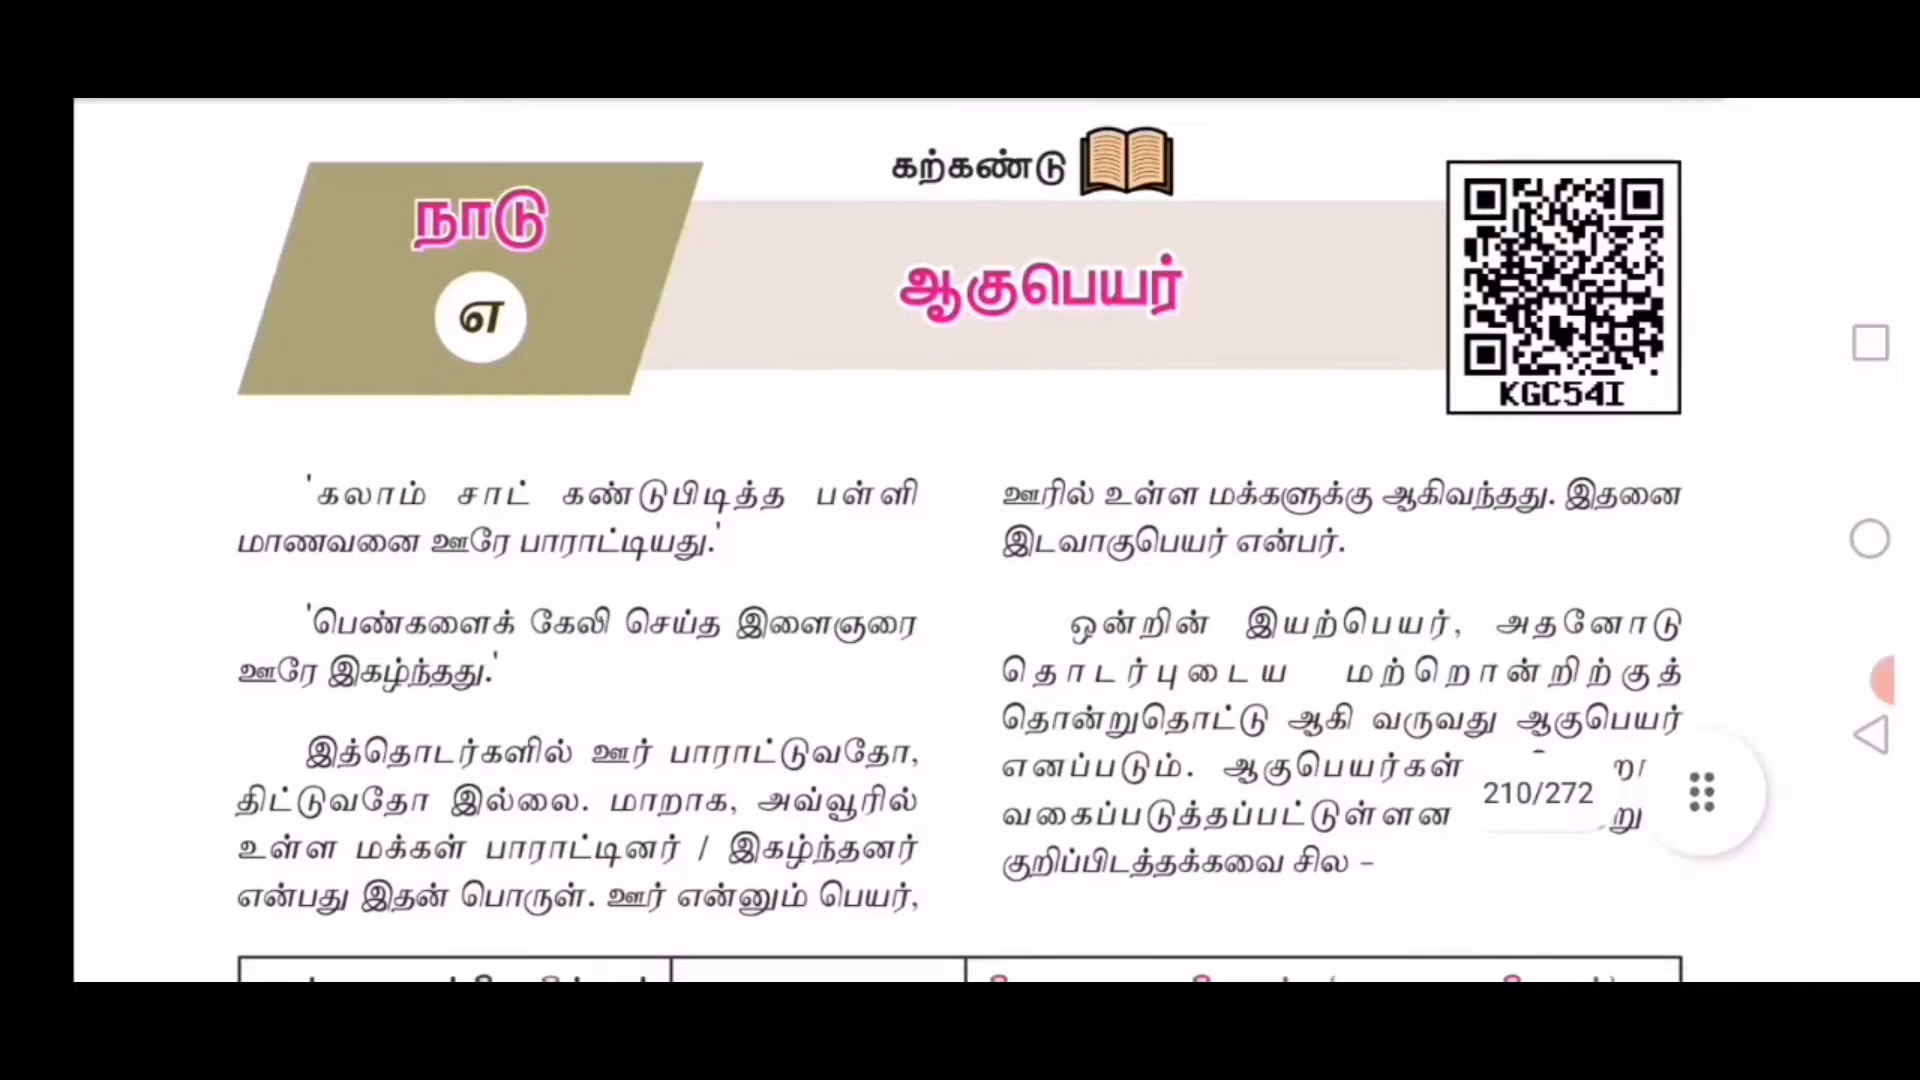 கற்கண்டு
நாடு
எ
ஆகுபெயர்
KGC54I
'கலாம் சாட் கண்டுபிடித்த பள்ளி
மாணவனை ஊரே பாராட்டியது.'
'பெண்களைக் கேலி செய்த இளைஞரை
ஊரே இகழ்ந்தது.'
இத்தொடர்களில் ஊர் பாராட்டுவதோ,
திட்டுவதோ இல்லை. மாறாக, அவ்வூரில்
உள்ள மக்கள் பாராட்டினர் / இகழ்ந்தனர்
என்பது இதன் பொருள். ஊர் என்னும் பெயர்,
ஊரில் உள்ள மக்களுக்கு ஆகிவந்தது. இதனை
இடவாகுபெயர் என்பர்.
ஒன்றின் இயற்பெயர், அதனோடு
தொடர்புடைய மற்றொன்றிற்குத்
தொன்றுதொட்டு ஆகி வருவது ஆகுபெயர்
எனப்படும். ஆகுபெயர்கள்
வகைப்படுத்தப்பட்டுள்ளன
குறிப்பிடத்தக்கவை சில –
210/272